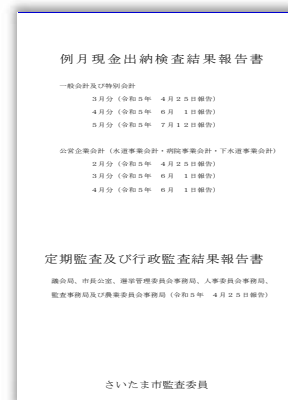 例月現金出納検査結果報告書
一般会計及び特別会計
3月分（令和5年　4月25日報告）
4月分（令和5年　6月　1日報告）
5月分（令和5年　7月12日報告）
公営企業会計（水道事業会計・病院事業会計・下水道事業会計）
2月分（令和5年　4月25日報告）
3月分（令和5年　6月　1日報告）
4月分（令和5年　6月　1日報告）
定期監査及び行政監査結果報告書
議会局、市長公室、選挙管理委員会事務局、人事委員会事務局、
監査事務局及び農業委員会事務局（令和5年　4月25日報告）
さいたま市監査委員